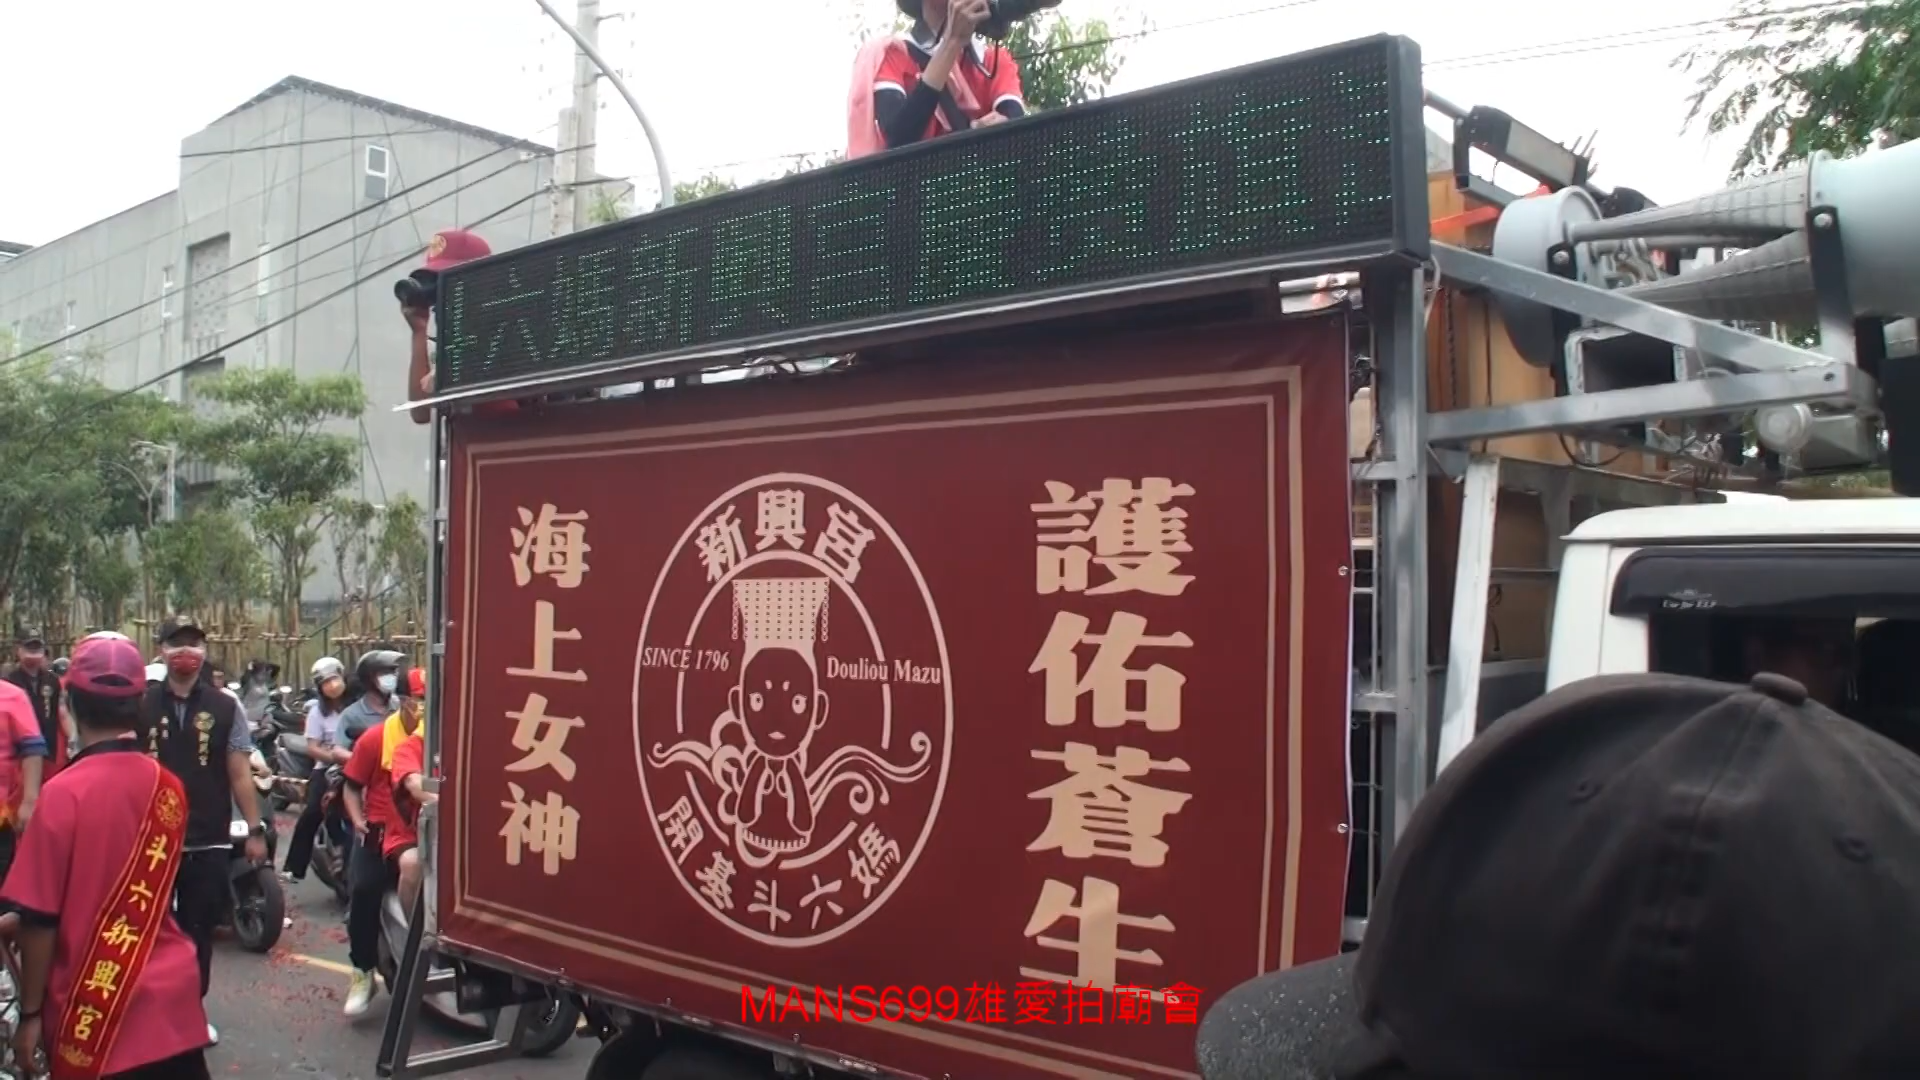 斗六媽新興宮
護佑蒼生
新興宮
SINCE 1796
Douliou Mazu
開基斗六媽
海上女神
斗六新興宮
MANS699雄愛拍廟會